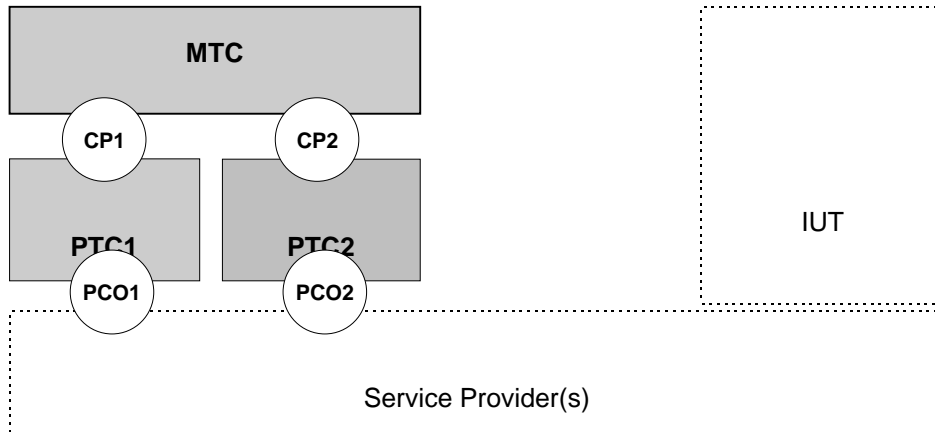 MTC
CP1
CP2
PTC1
PTC2
IUT
PCO1
PCO2
Service Provider(s)